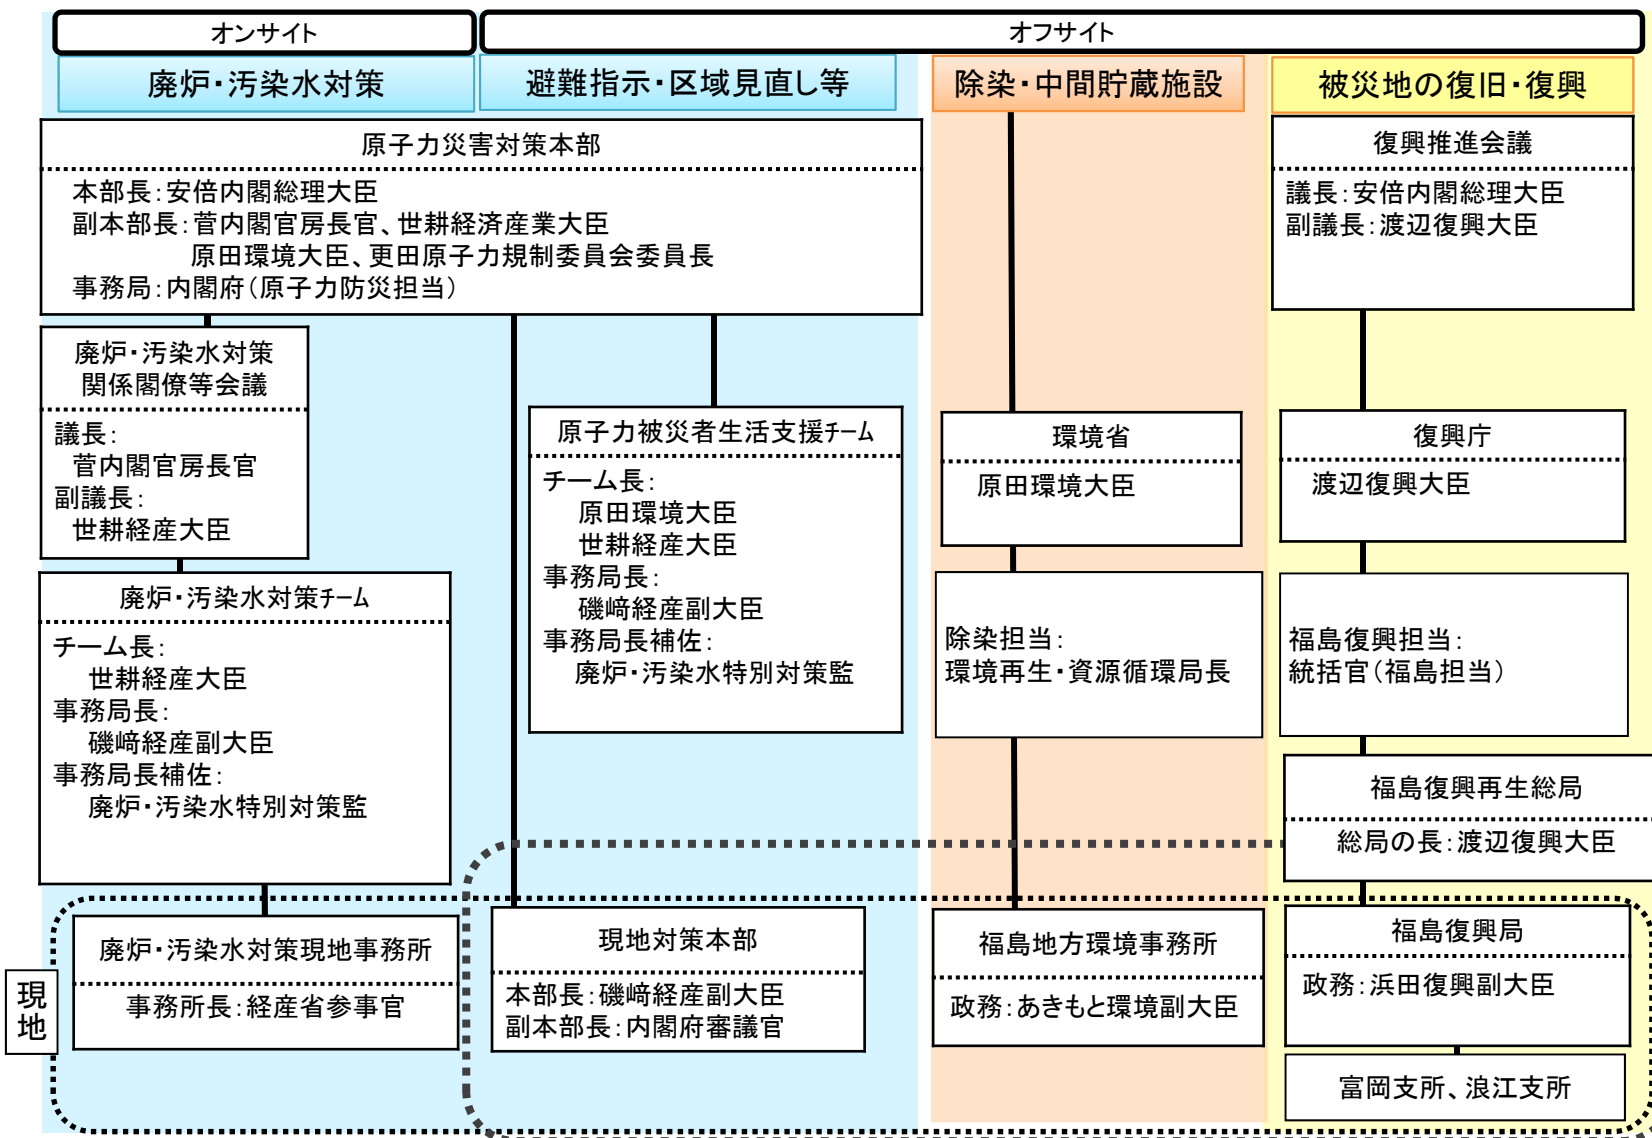 オンサイト
オフサイト
廃炉・汚染水対策
避難指示・区域見直し等
除染・中間貯蔵施設
被災地の復旧・復興
原子力災害対策本部
本部長：安倍内閣総理大臣
副本部長：菅内閣官房長官、世耕経済産業大臣
原田環境大臣、更田原子力規制委員会委員長
事務局：内閣府（原子力防災担当）
復興推進会議
議長：安倍内閣総理大臣
副議長：渡辺復興大臣
廃炉・汚染水対策
関係閣僚等会議
議長：
菅内閣官房長官
副議長：
世耕経産大臣
原子力被災者生活支援ﾁｰﾑ
チーム長：
原田環境大臣
世耕経産大臣
事務局長：
磯﨑経産副大臣
事務局長補佐：
廃炉・汚染水特別対策監
環境省
原田環境大臣
復興庁
渡辺復興大臣
廃炉・汚染水対策ﾁｰﾑ
チーム長：
世耕経産大臣
事務局長：
磯﨑経産副大臣
事務局長補佐：
廃炉・汚染水特別対策監
除染担当：
環境再生・資源循環局長
福島復興担当：
統括官（福島担当）
福島復興再生総局
総局の長：渡辺復興大臣
現地
廃炉・汚染水対策現地事務所
事務所長：経産省参事官
現地対策本部
本部長：磯﨑経産副大臣
副本部長：内閣府審議官
福島地方環境事務所
政務：あきもと環境副大臣
福島復興局
政務：浜田復興副大臣
富岡支所、浪江支所